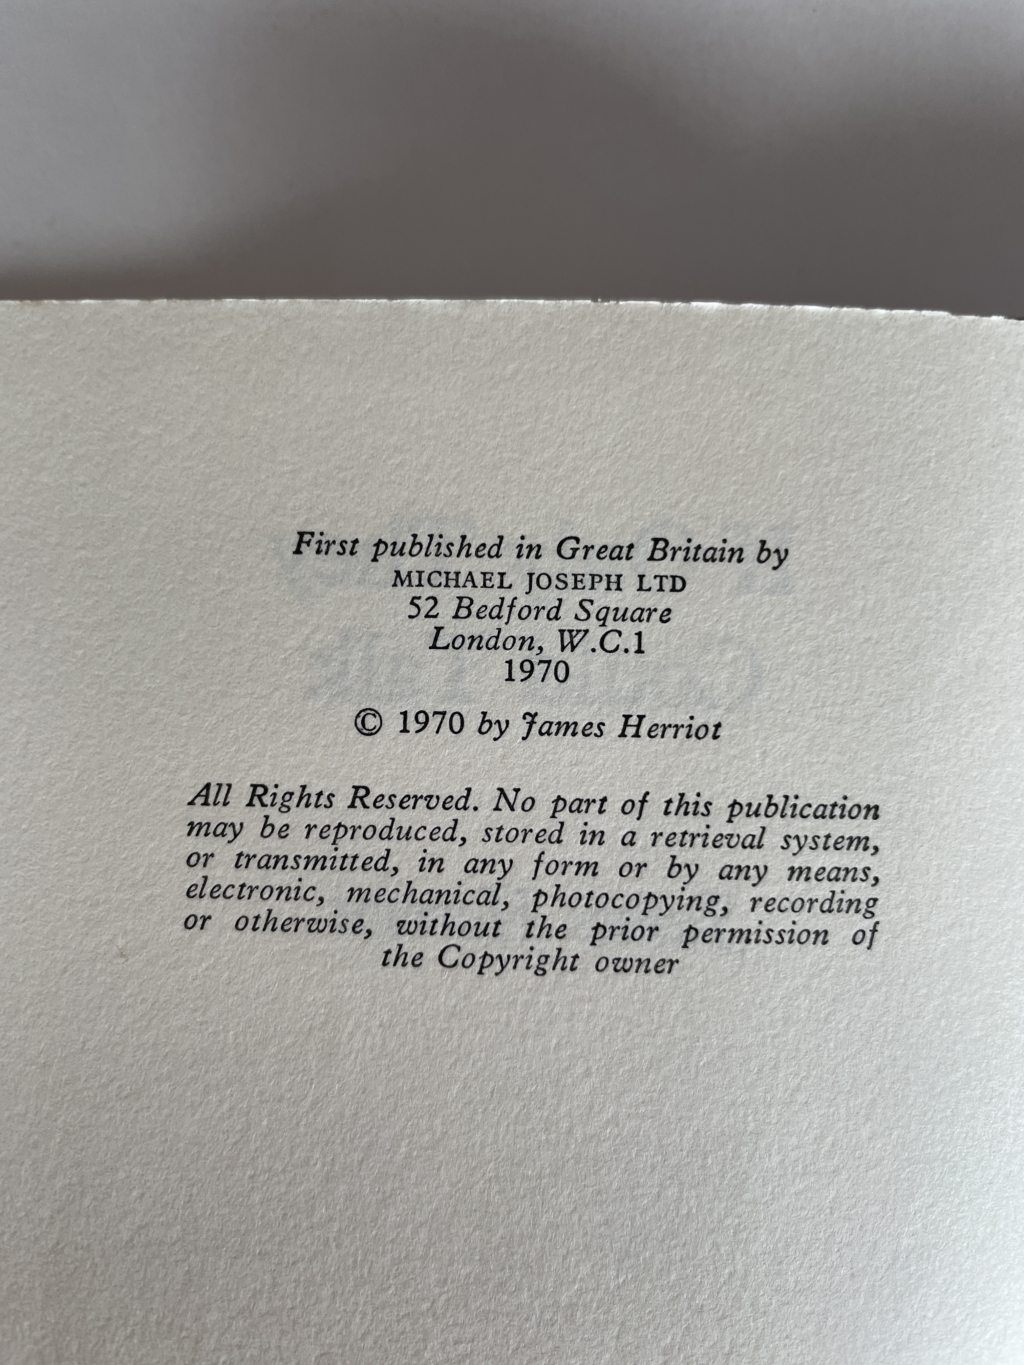 First published in Great Britain by
MICHAEL JOSEPH LTD
52 Bedford Square
London, W.C.1
1970
© 1970 by James Herriot
All Rights Reserved. No part of this publication
may be reproduced, stored in a retrieval system,
or transmitted, in any form or by any means,
electronic, mechanical, photocopying, recording
or otherwise, without the prior permission of
the Copyright owner